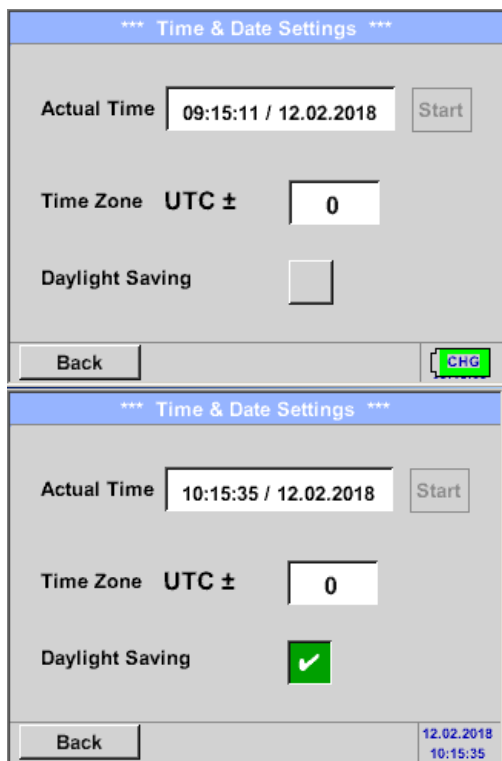 *** Time & Date Settings ***
Actual Time 09:15:11 / 12.02.2018 Start
Time Zone UTC ± 0
Daylight Saving
Back CHG
*** Time & Date Settings ***
Actual Time 10:15:35 / 12.02.2018 Start
Time Zone UTC ± 0
Daylight Saving ✔
Back 12.02.2018
10:15:35